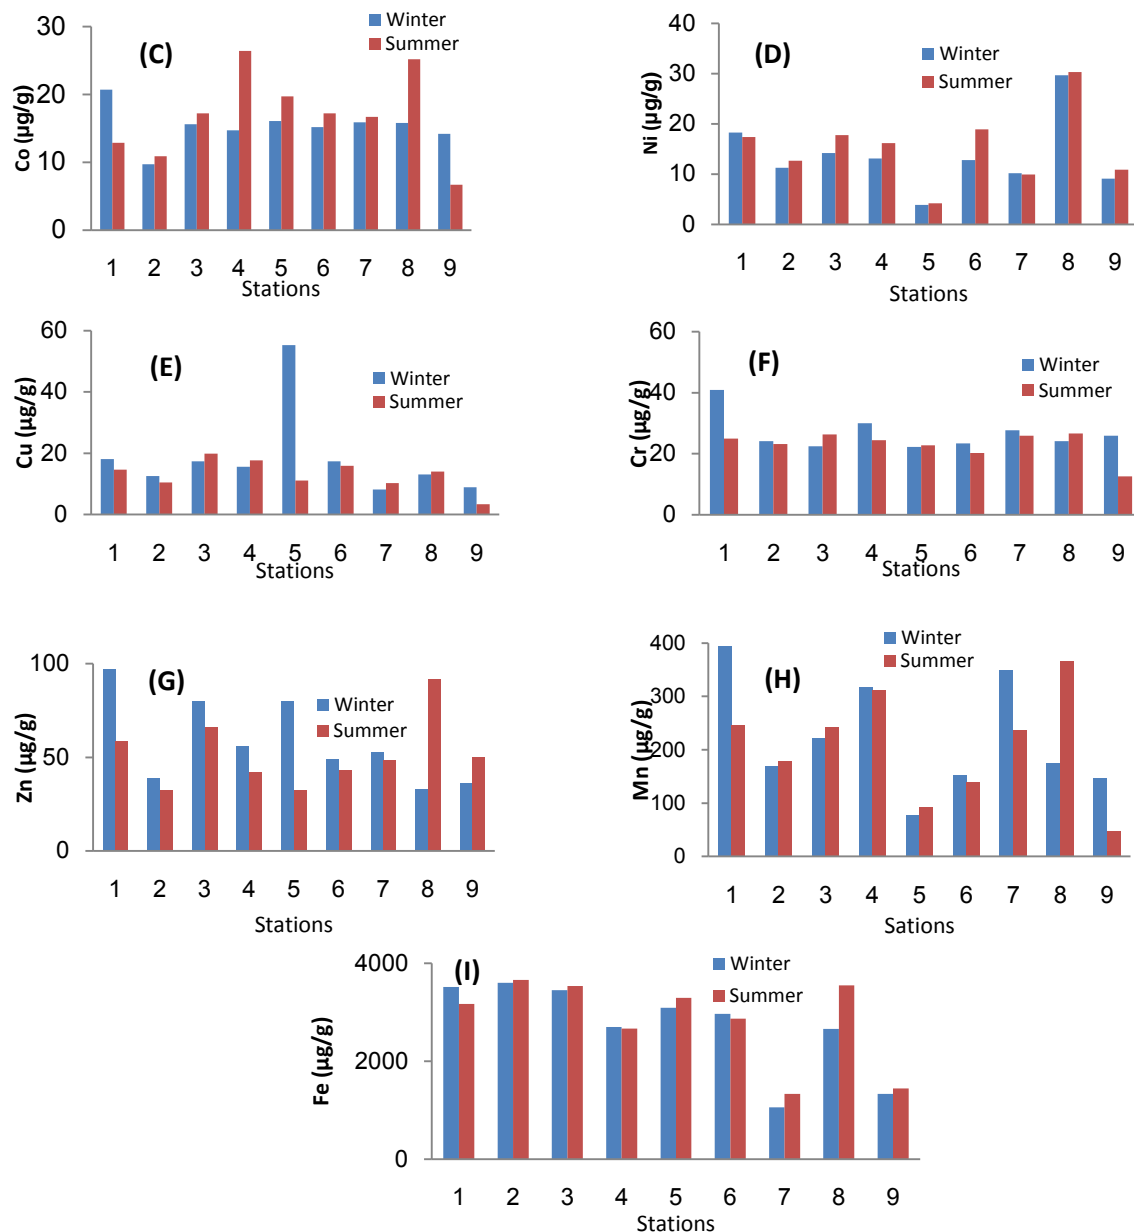 30
20
10
0
Co (µg/g)
(C)
Winter
Summer
1 2 3 4 5 6 7 8 9
Stations
40
30
20
10
0
Ni (µg/g)
(D)
Winter
Summer
1 2 3 4 5 6 7 8 9
Stations
60
40
20
0
Cu (µg/g)
(E)
Winter
Summer
1 2 3 4 5 6 7 8 9
Stations
60
40
20
0
Cr (µg/g)
(F)
Winter
Summer
1 2 3 4 5 6 7 8 9
Stations
100
50
0
Zn (µg/g)
(G)
Winter
Summer
1 2 3 4 5 6 7 8 9
Stations
400
300
200
100
0
Mn (µg/g)
(H)
Winter
Summer
1 2 3 4 5 6 7 8 9
Sations
4000
2000
0
Fe (µg/g)
(I)
Winter
Summer
1 2 3 4 5 6 7 8 9
Stations